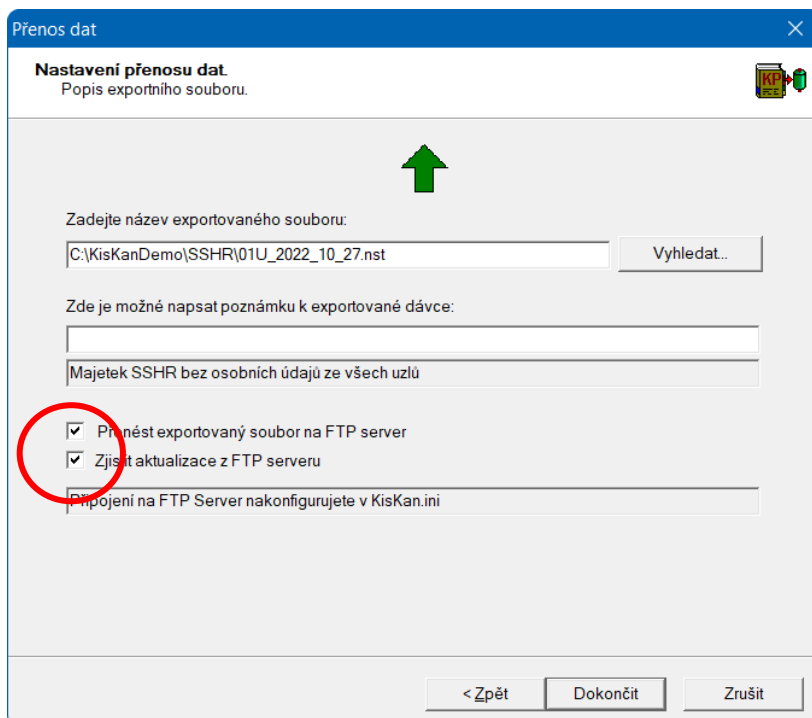 Přenos dat
Nastavení přenosu dat.
Popis exportního souboru.
KP
Zadejte název exportovaného souboru:
C:\KisKanDemo\SSHR\01U_2022_10_27.nst
Vyhledat...
Zde je možné napsat poznámku k exportované dávce:
Majetek SSHR bez osobních údajů ze všech uzlů
Přenést exportovaný soubor na FTP server
Zjistit aktualizace z FTP serveru
Připojení na FTP Server nakonfigurujete v KisKan.ini
< Zpět
Dokončit
Zrušit